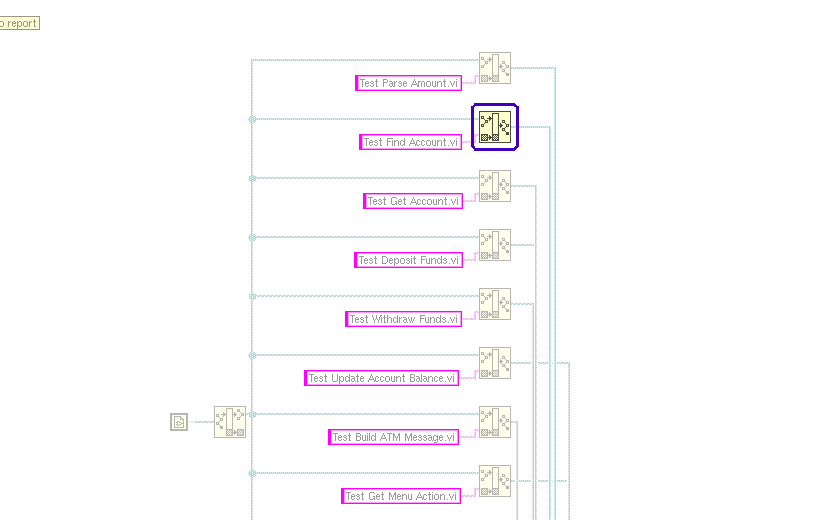 o report
Test Parse Amount.vi
Test Find Account.vi
Test Get Account.vi
Test Deposit Funds.vi
Test Withdraw Funds.vi
Test Update Account Balance.vi
Test Build ATM Message.vi
Test Get Menu Action.vi